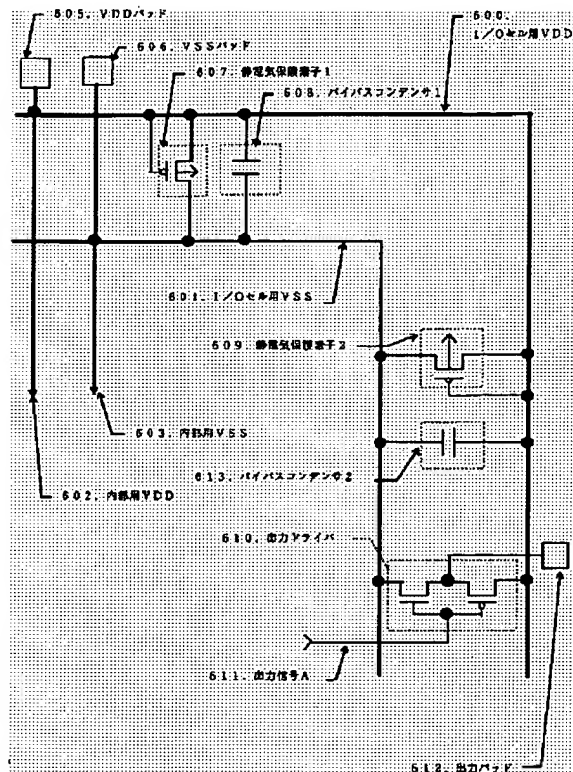 605. VDDパッド
606. VSSパッド
600. I/Oセル用VDD
607. 静電気保護素子1
608. バイパスコンデンサ1
601. I/Oセル用VSS
609. 静電気保護素子2
603. 内部用VSS
613. バイパスコンデンサ2
602. 内部用VDD
610. 出力ドライバ
611. 出力信号A
612. 出力パッド